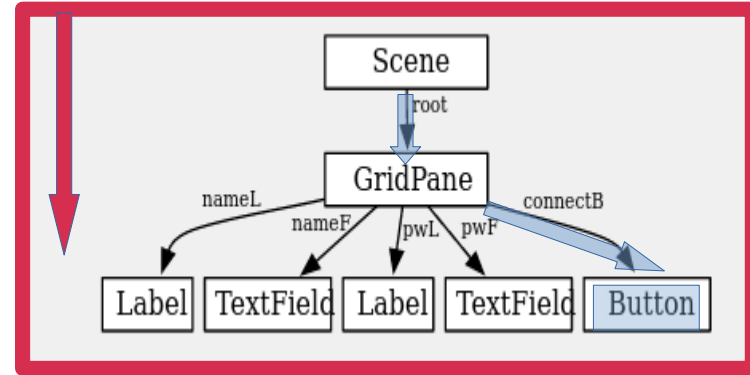 Scene
root
GridPane
nameL
nameF
pwL
pwF
connectB
Label
TextField
Label
TextField
Button